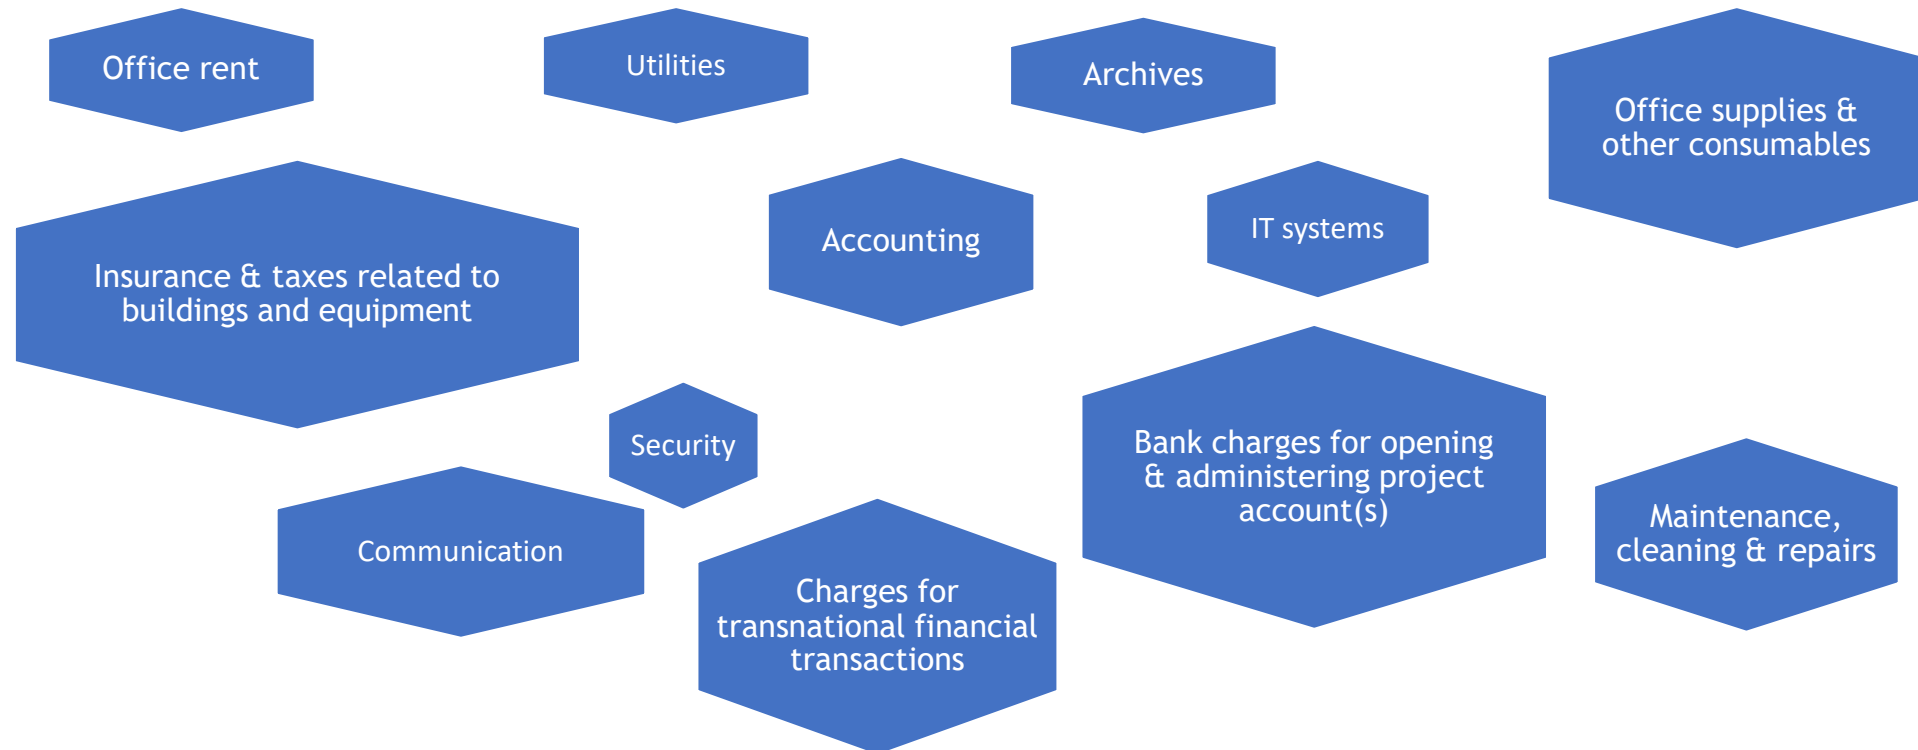 Office rent
Utilities
Archives
Office supplies &
other consumables
Insurance & taxes related to
buildings and equipment
Accounting
IT systems
Security
Bank charges for opening
& administering project
account(s)
Communication
Maintenance,
cleaning & repairs
Charges for
transnational financial
transactions